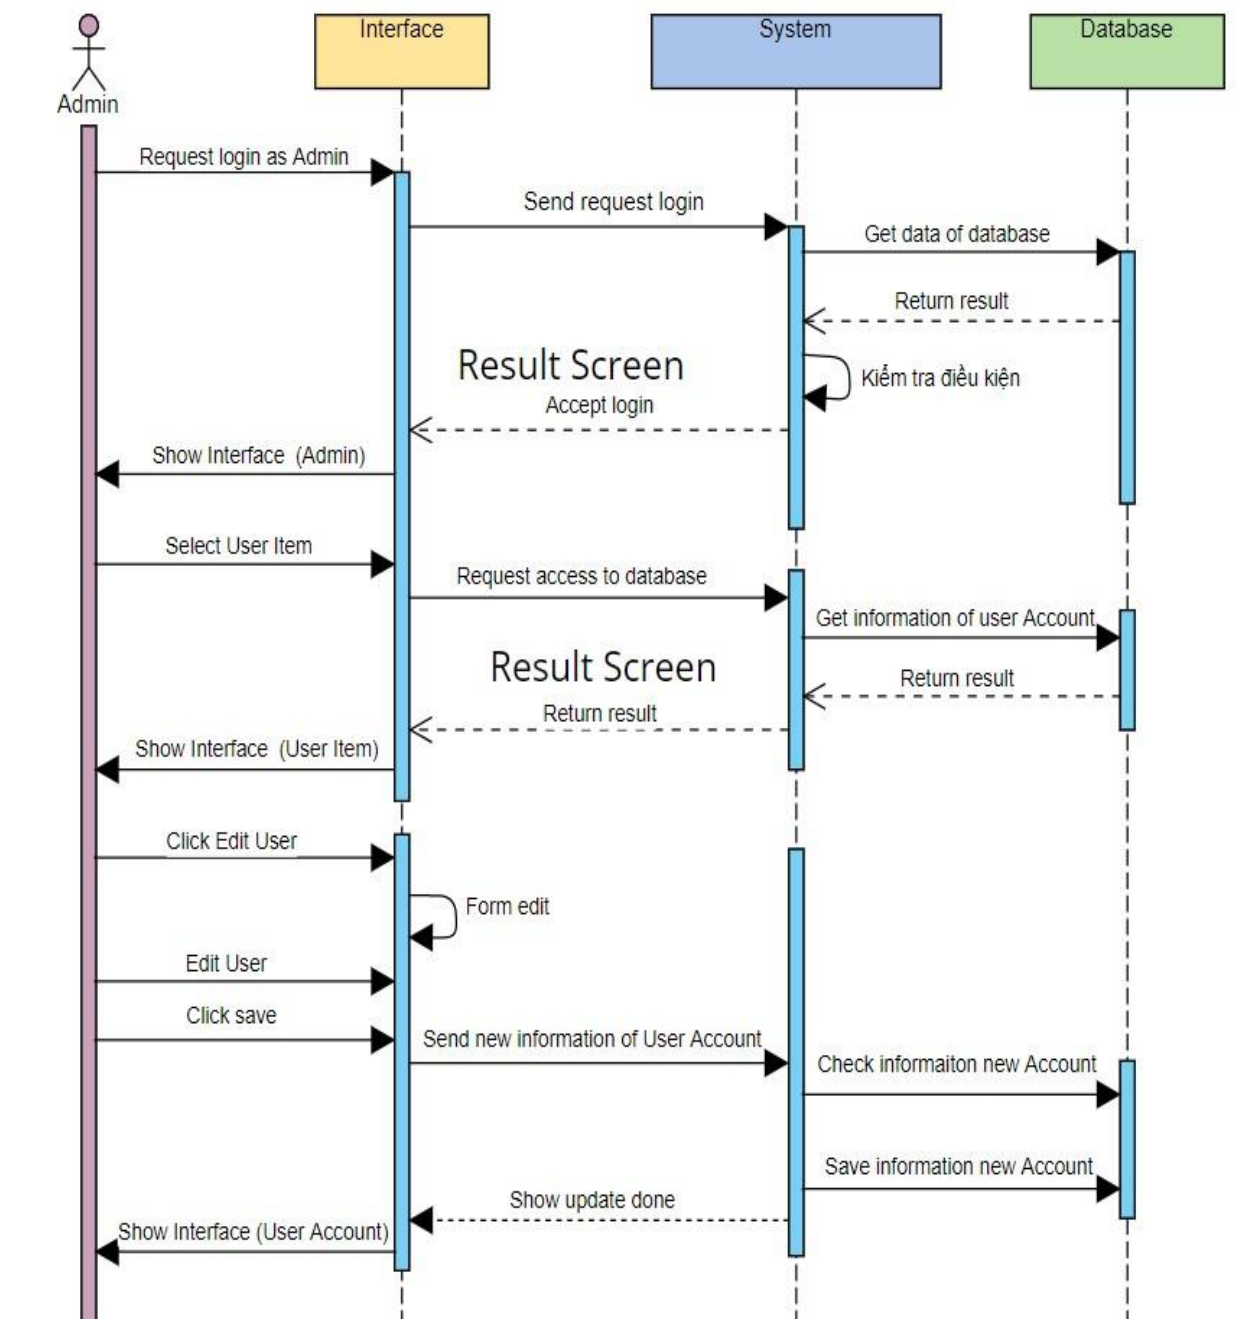 Interface
System
Database
Admin
Request login as Admin
Send request login
Get data of database
Return result
Result Screen
Kiểm tra điều kiện
Accept login
Show Interface (Admin)
Select User Item
Request access to database
Get information of user Account
Result Screen
Return result
Return result
Show Interface (User Item)
Click Edit User
Form edit
Edit User
Click save
Send new information of User Account
Check informaiton new Account
Save information new Account
Show update done
Show Interface (User Account)